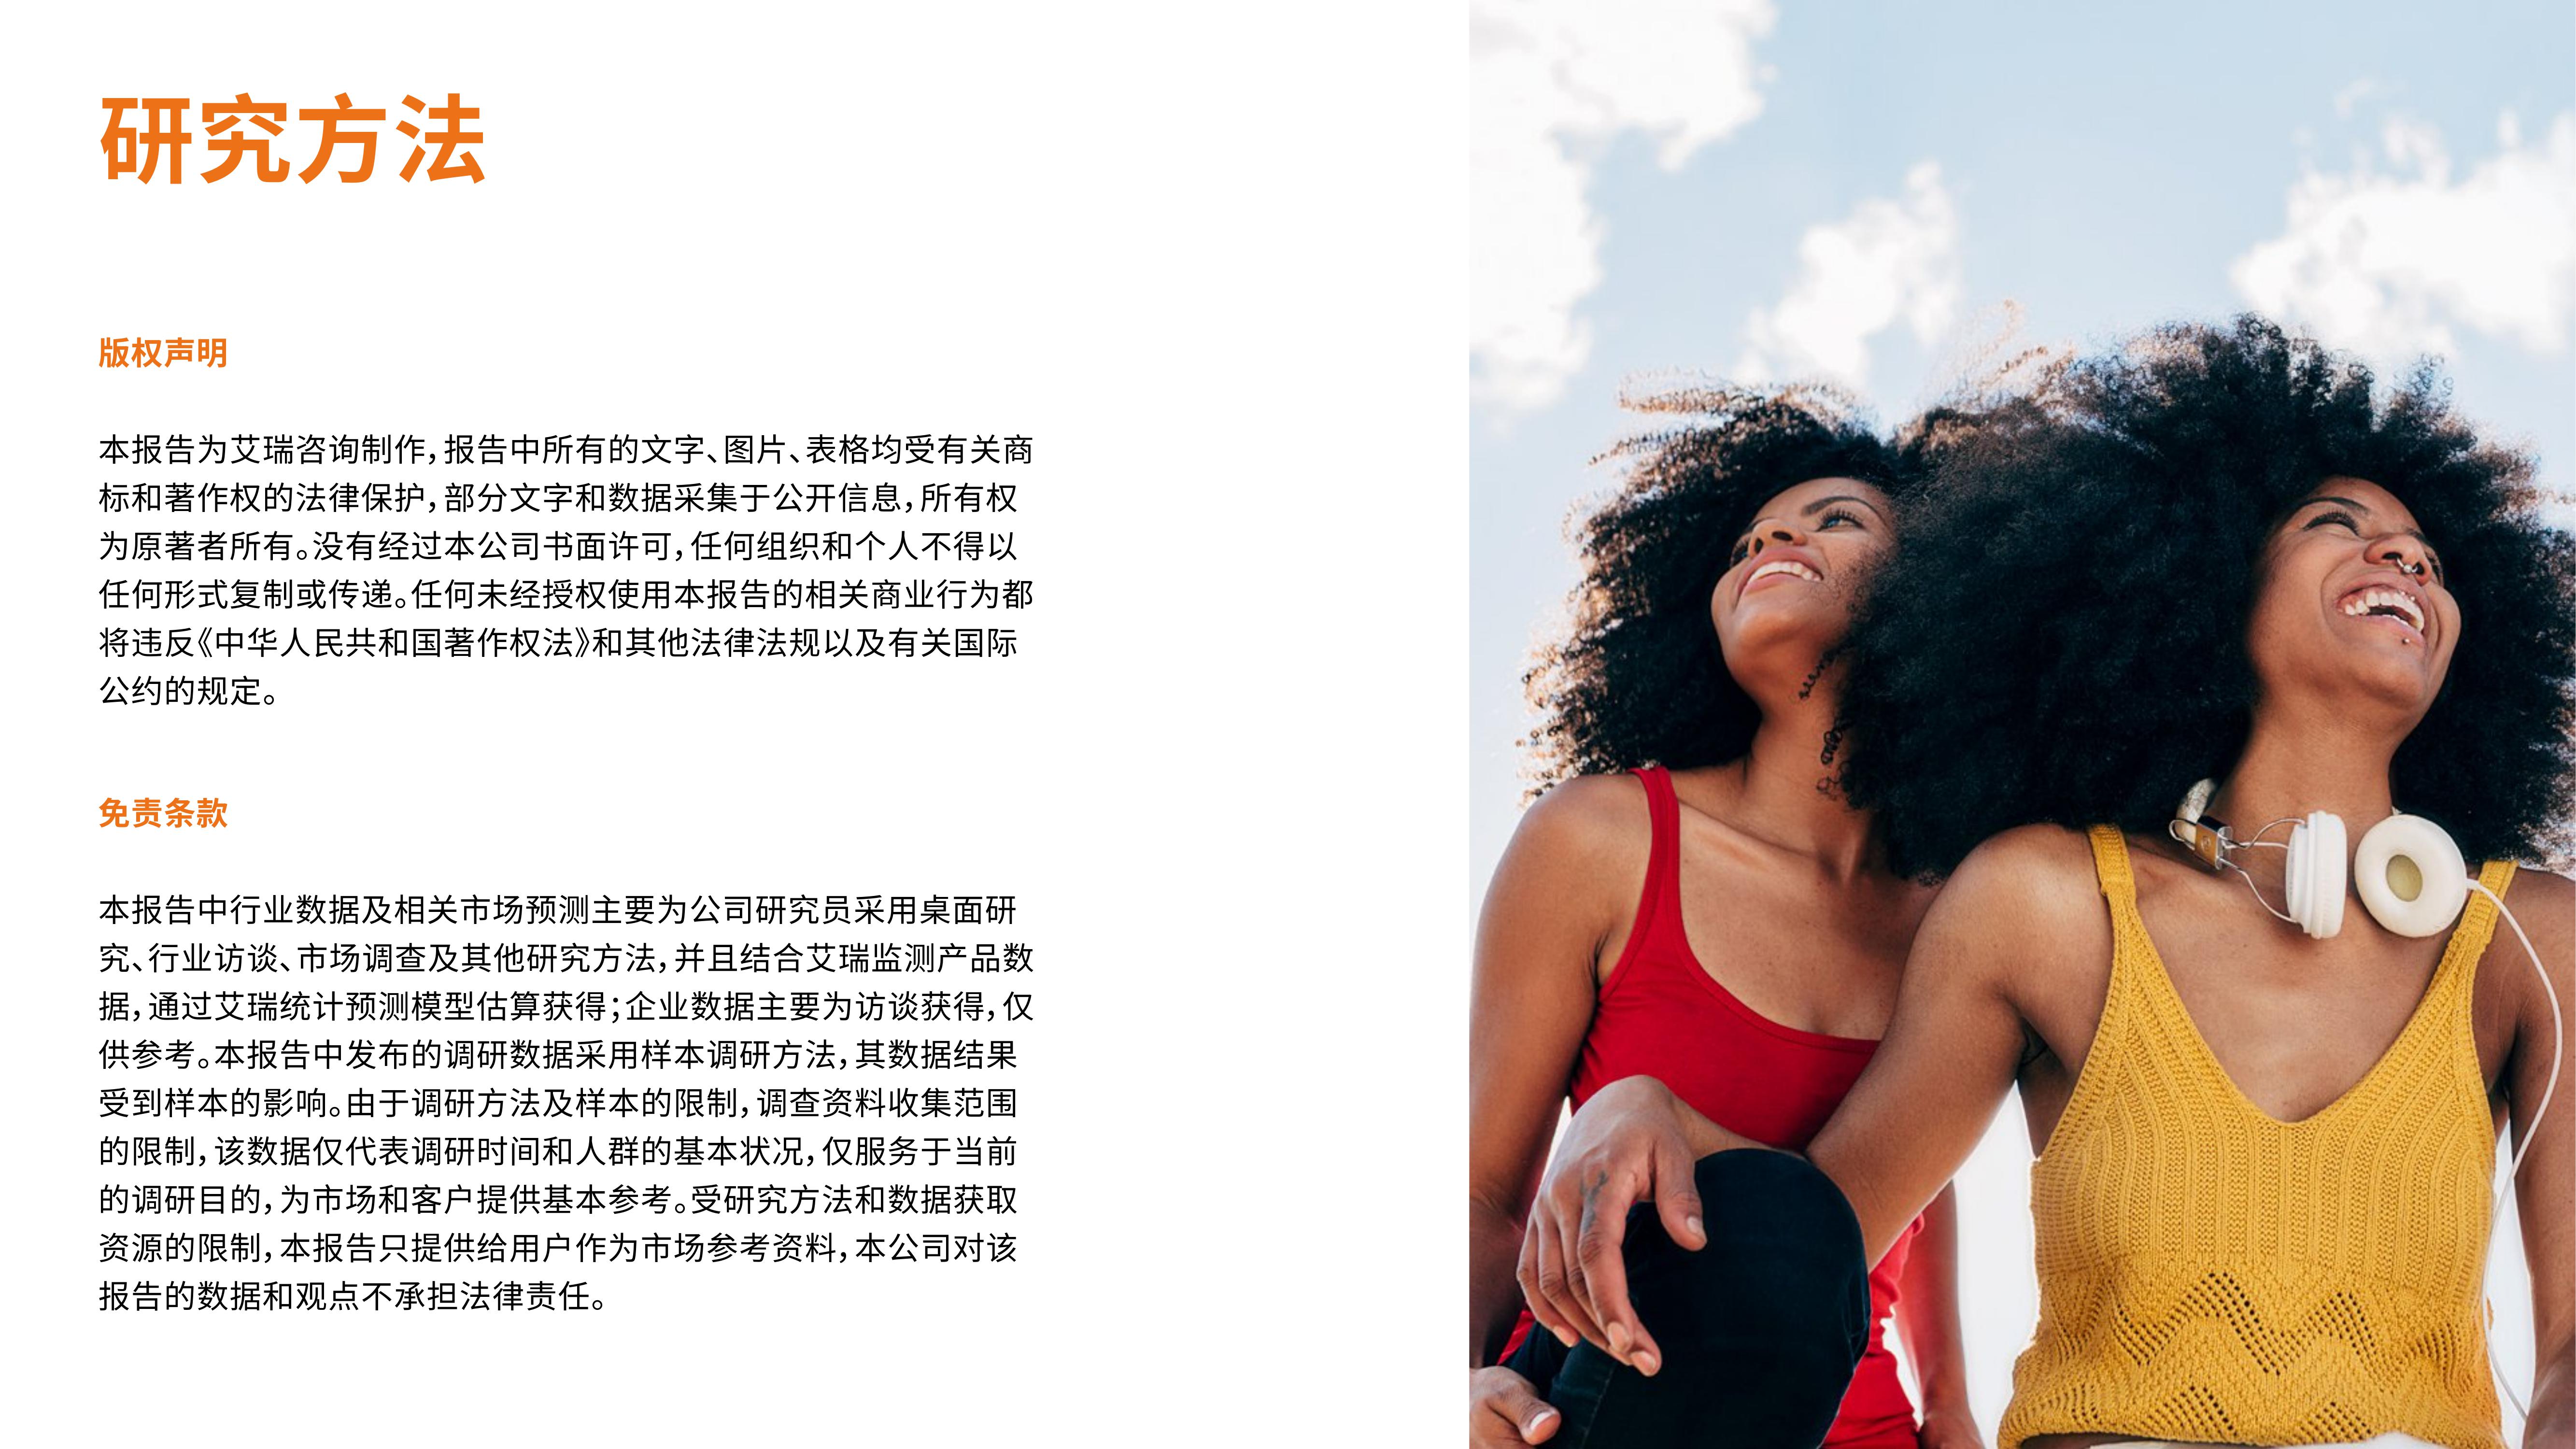 研究方法
版权声明
本报告为艾瑞咨询制作，报告中所有的文字、图片、表格均受有关商
标和著作权的法律保护，部分文字和数据采集于公开信息，所有权
为原著者所有。没有经过本公司书面许可，任何组织和个人不得以
任何形式复制或传递。任何未经授权使用本报告的相关商业行为都
将违反《中华人民共和国著作权法》和其他法律法规以及有关国际
公约的规定。
免责条款
本报告中行业数据及相关市场预测主要为公司研究员采用桌面研
究、行业访谈、市场调查及其他研究方法，并且结合艾瑞监测产品数
据，通过艾瑞统计预测模型估算获得；企业数据主要为访谈获得，仅
供参考。本报告中发布的调研数据采用样本调研方法，其数据结果
受到样本的影响。由于调研方法及样本的限制，调查资料收集范围
的限制，该数据仅代表调研时间和人群的基本状况，仅服务于当前
的调研目的，为市场和客户提供基本参考。受研究方法和数据获取
资源的限制，本报告只提供给用户作为市场参考资料，本公司对该
报告的数据和观点不承担法律责任。